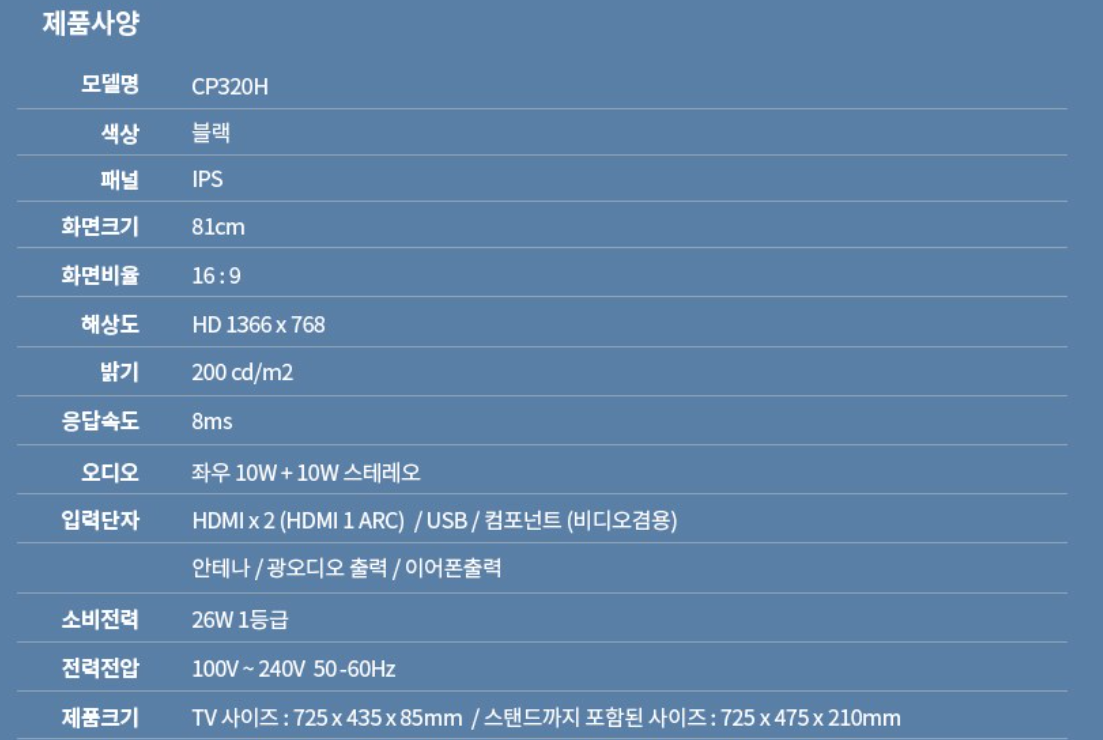 제품사양
모델명 CP320H
색상 블랙
패널 IPS
화면크기 81cm
화면비율 16 : 9
해상도 HD 1366 x 768
밝기 200 cd/m2
응답속도 8ms
오디오 좌우 10W + 10W 스테레오
입력단자 HDMI x 2 (HDMI 1 ARC) / USB / 컴포넌트 (비디오겸용)
안테나 / 광오디오 출력 / 이어폰출력
소비전력 26W 1등급
전력전압 100V ~ 240V 50-60Hz
제품크기 TV 사이즈 : 725 x 435 x 85mm / 스탠드까지 포함된 사이즈 : 725 x 475 x 210mm